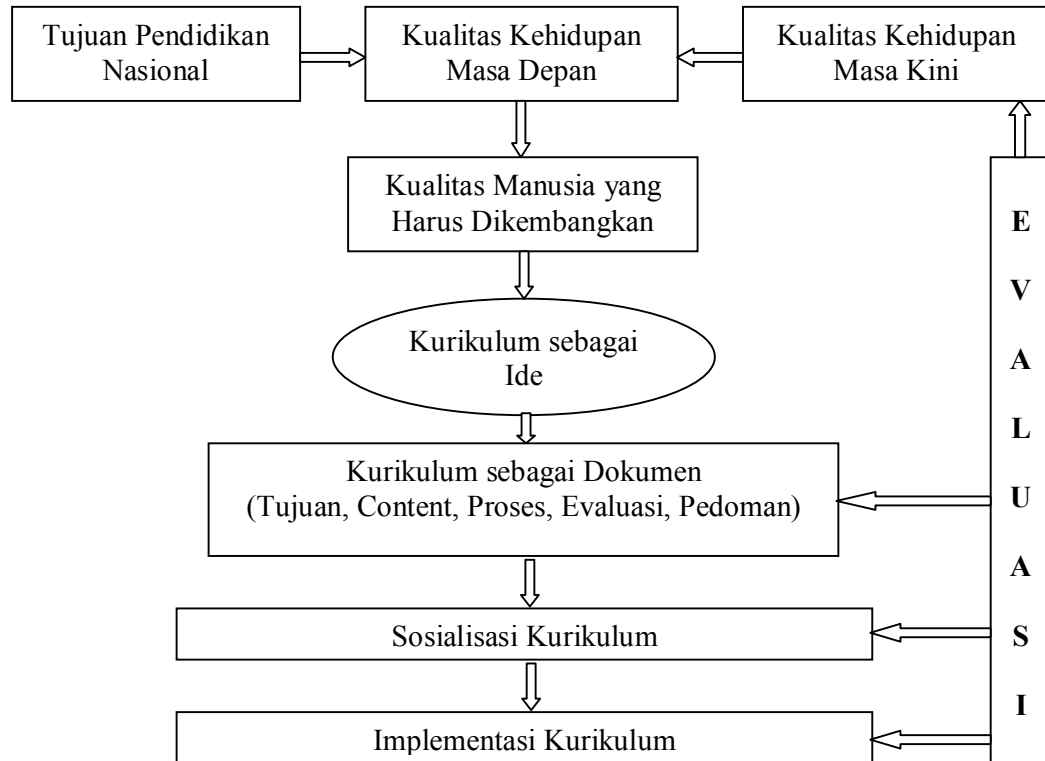 Tujuan Pendidikan
Nasional
Kualitas Kehidupan
Masa Depan
Kualitas Kehidupan
Masa Kini
Kualitas Manusia yang
Harus Dikembangkan
Kurikulum sebagai
Ide
Kurikulum sebagai Dokumen
(Tujuan, Content, Proses, Evaluasi, Pedoman)
Sosialisasi Kurikulum
Implementasi Kurikulum
E
V
A
L
U
A
S
I